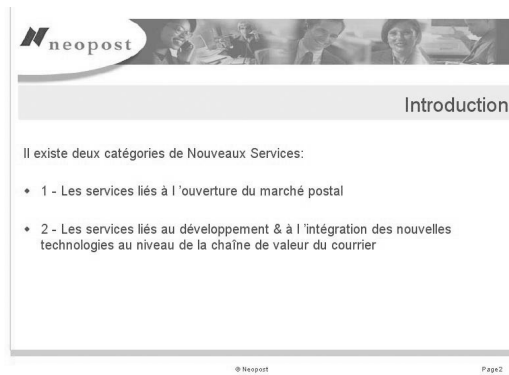 neopost
Introduction
Il existe deux catégories de Nouveaux Services:
• 1 - Les services liés à l 'ouverture du marché postal
• 2 - Les services liés au développement & à l 'intégration des nouvelles
technologies au niveau de la chaîne de valeur du courrier
© Neopost
Page2